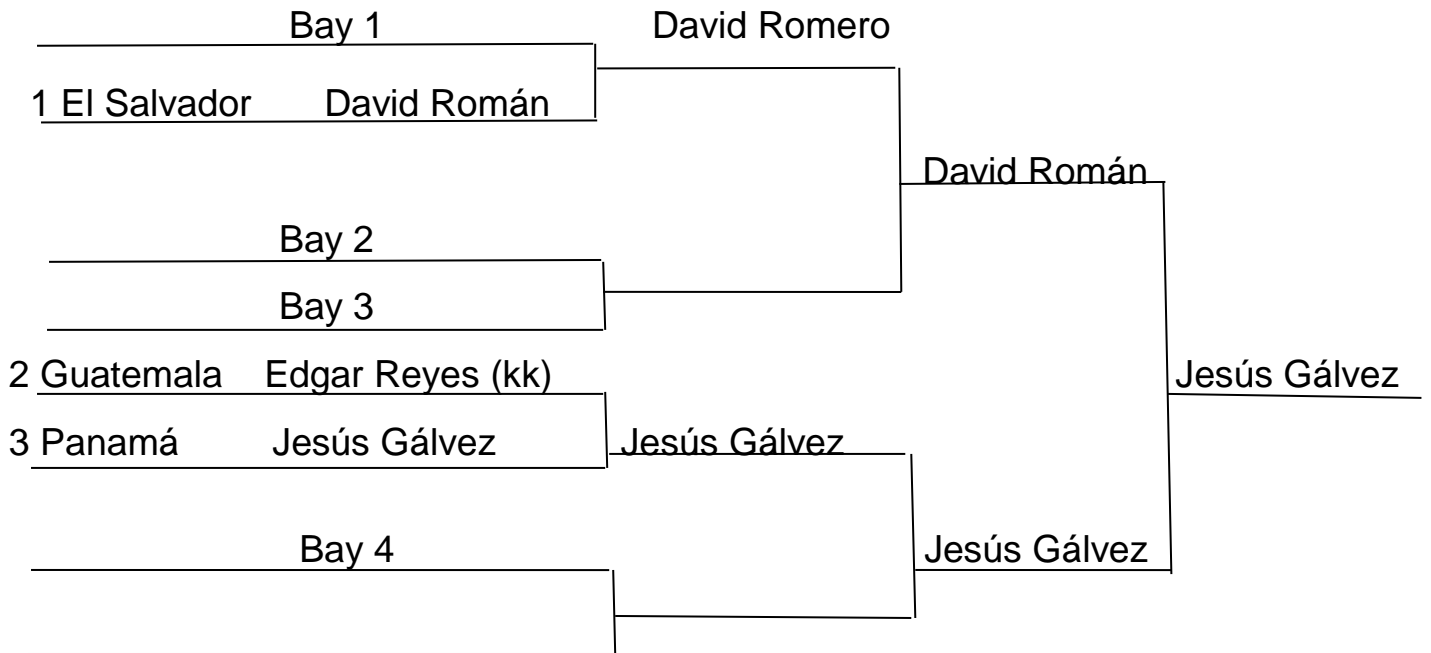 Bay 1 David Romero
1 El Salvador David Román
David Román
Bay 2
Bay 3
2 Guatemala Edgar Reyes (kk) Jesús Gálvez
3 Panamá Jesús Gálvez Jesús Gálvez
Bay 4 Jesús Gálvez